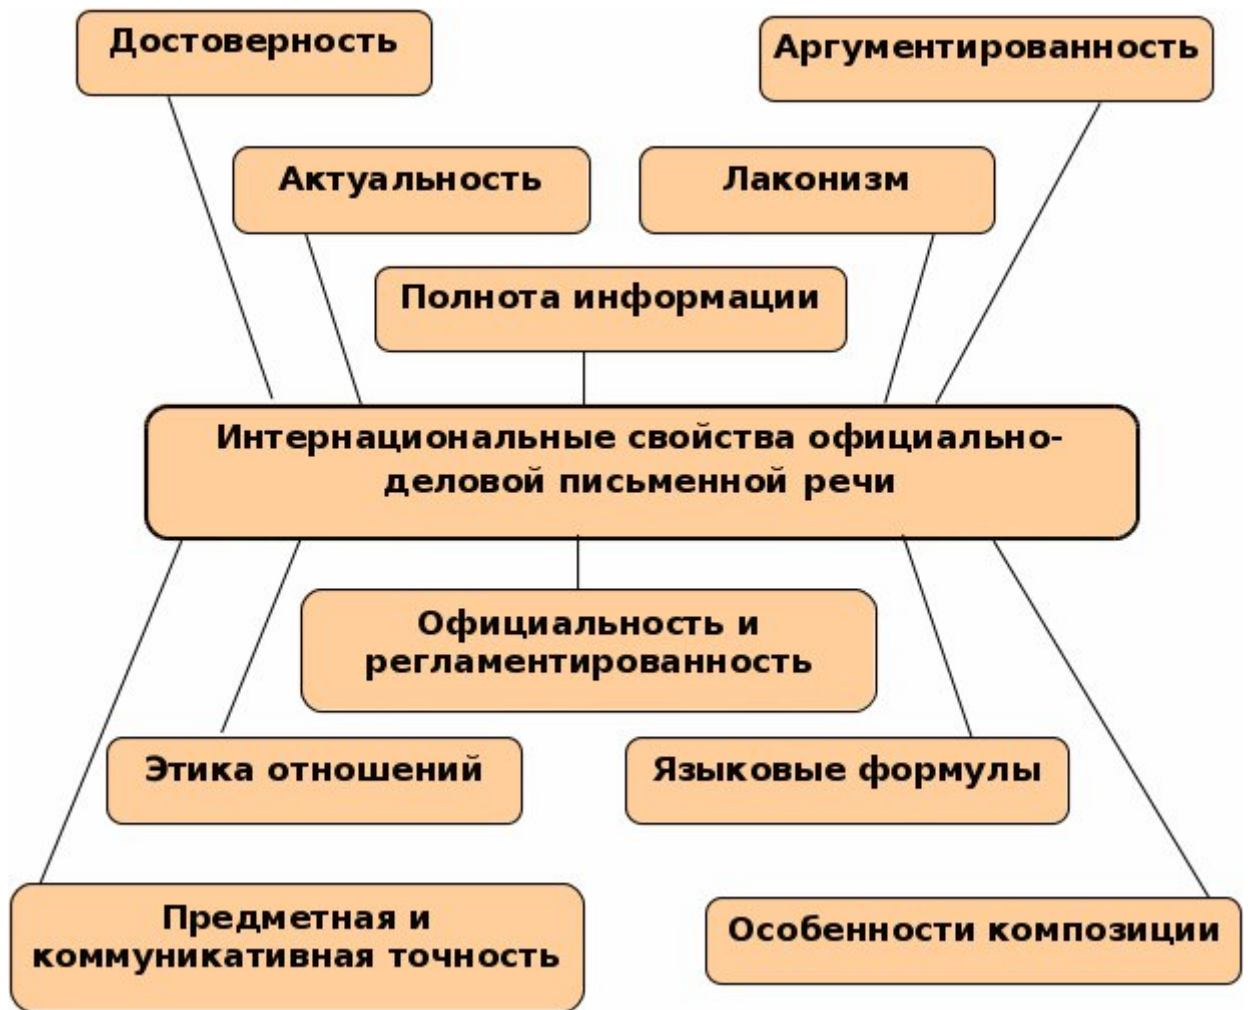 Достоверность
Аргументированность
Актуальность
Лаконизм
Полнота информации
Интернациональные свойства официально-
деловой письменной речи
Официальность и
регламентированность
Этика отношений
Языковые формулы
Предметная и
коммуникативная точность
Особенности композиции